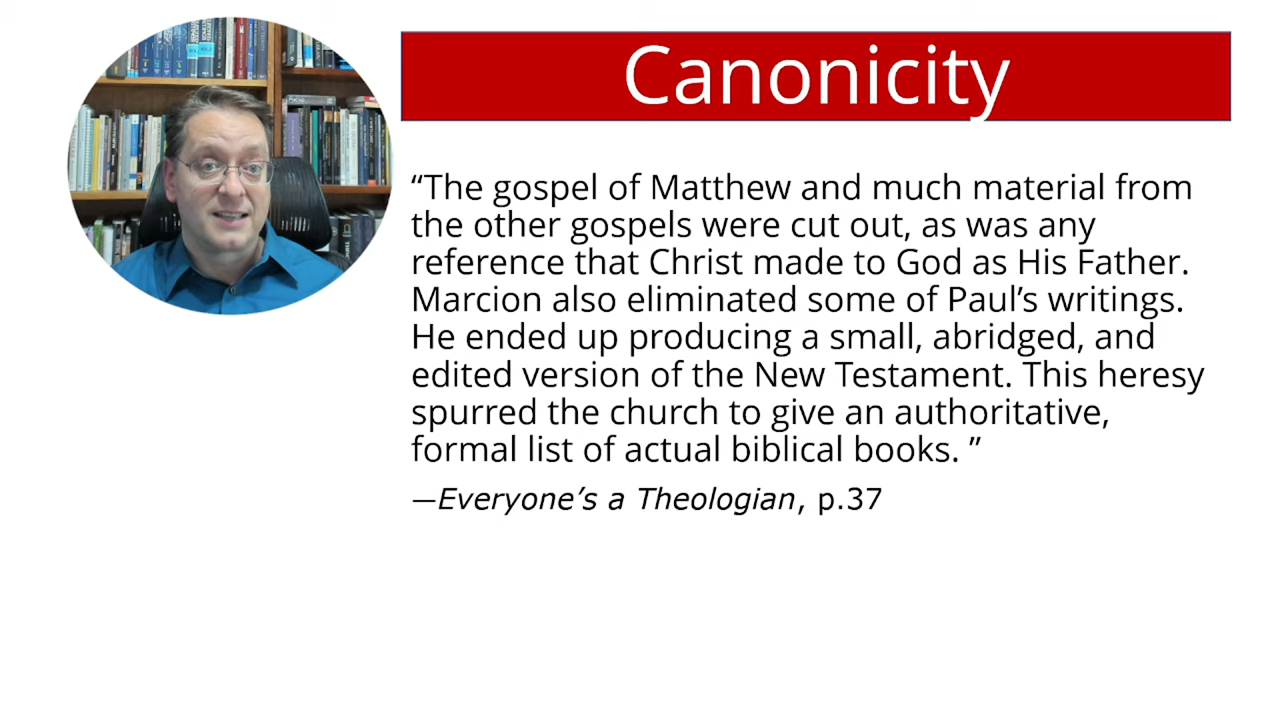 Canonicity
“The gospel of Matthew and much material from
the other gospels were cut out, as was any
reference that Christ made to God as His Father.
Marcion also eliminated some of Paul’s writings.
He ended up producing a small, abridged, and
edited version of the New Testament. This heresy
spurred the church to give an authoritative,
formal list of actual biblical books. ”
—Everyone’s a Theologian, p.37